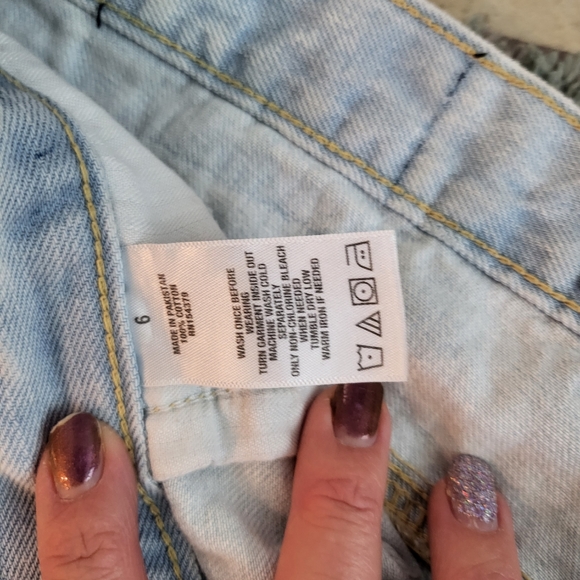 6
MADE IN PAKISTAN
100% COTTON
RN154379
WASH ONCE BEFORE
WEARING
TURN GARMENT INSIDE OUT
MACHINE WASH COLD
SEPARATELY
ONLY NON-CHLORINE BLEACH
WHEN NEEDED
TUMBLE DRY LOW
WARM IRON IF NEEDED